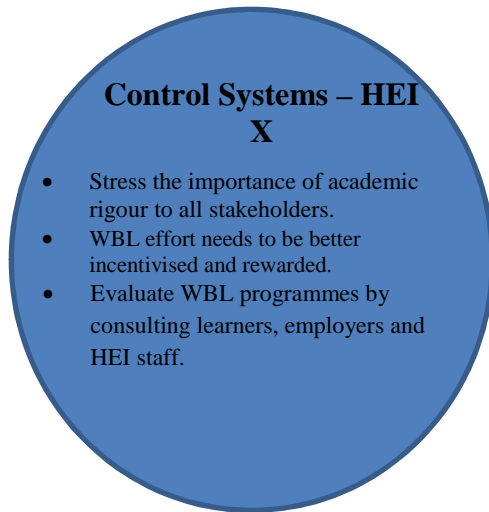 Control Systems – HEI
X
• Stress the importance of academic
rigour to all stakeholders.
• WBL effort needs to be better
incentivised and rewarded.
• Evaluate WBL programmes by
consulting learners, employers and
HEI staff.